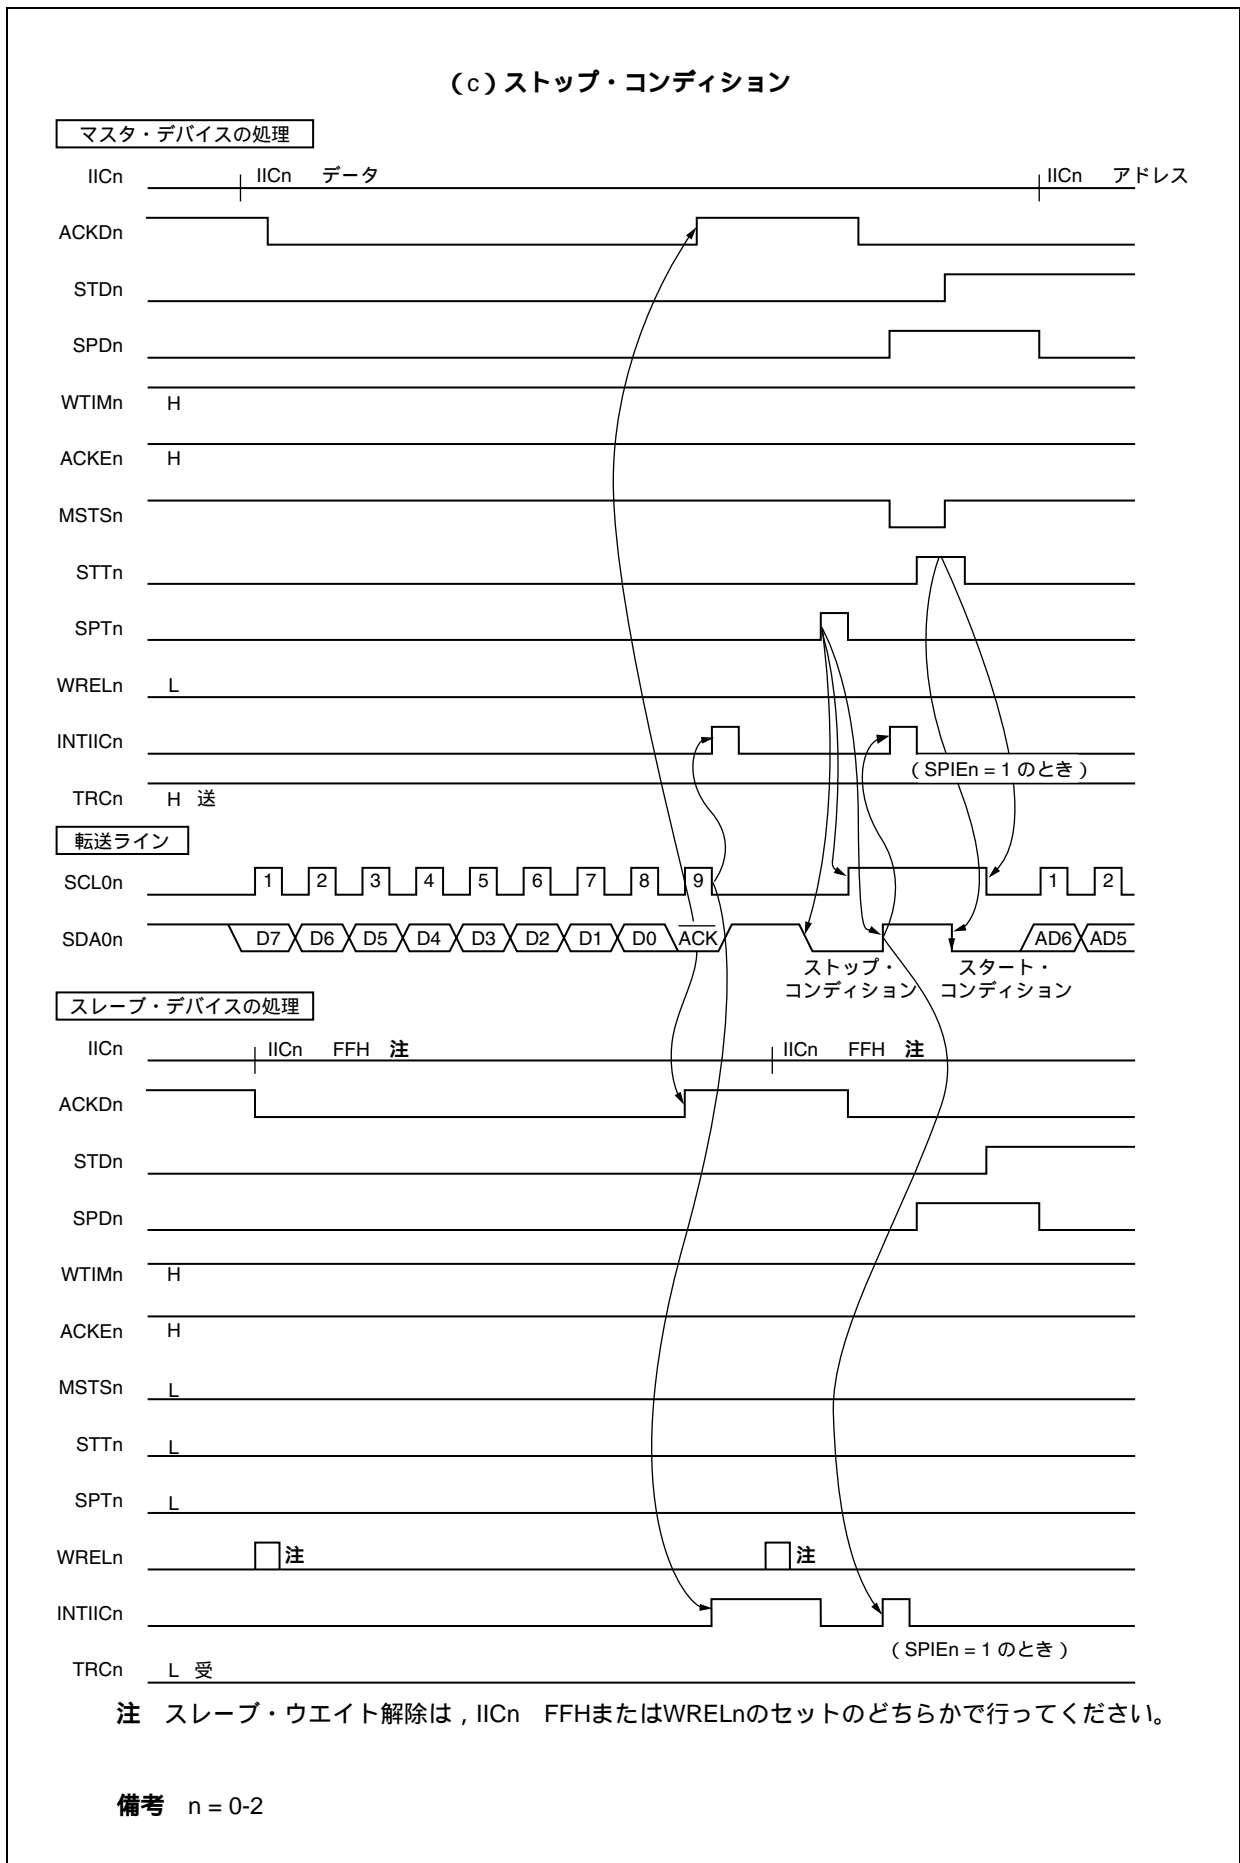 （c）ストップ・コンディション
マスタ・デバイスの処理
IICn IICn データ IICn アドレス
ACKDn
STDn
SPDn
WTIMn H
ACKEn H
MSTSn
STTn
SPTn
WRELn L
INTIICn
（SPIEn = 1 のとき）
TRCn H 送
転送ライン
SCL0n 1 2 3 4 5 6 7 8 9 1 2
SDA0n D7 D6 D5 D4 D3 D2 D1 D0 ACK AD6 AD5
ストップ・ スタート・
コンディション コンディション
スレーブ・デバイスの処理
IICn IICn FFH 注 IICn FFH 注
ACKDn
STDn
SPDn
WTIMn H
ACKEn H
MSTSn L
STTn L
SPTn L
WRELn 注 注
INTIICn
（SPIEn = 1 のとき）
TRCn L 受
注 スレーブ・ウエイト解除は，IICn FFHまたはWRELnのセットのどちらかで行ってください。
備考 n = 0-2